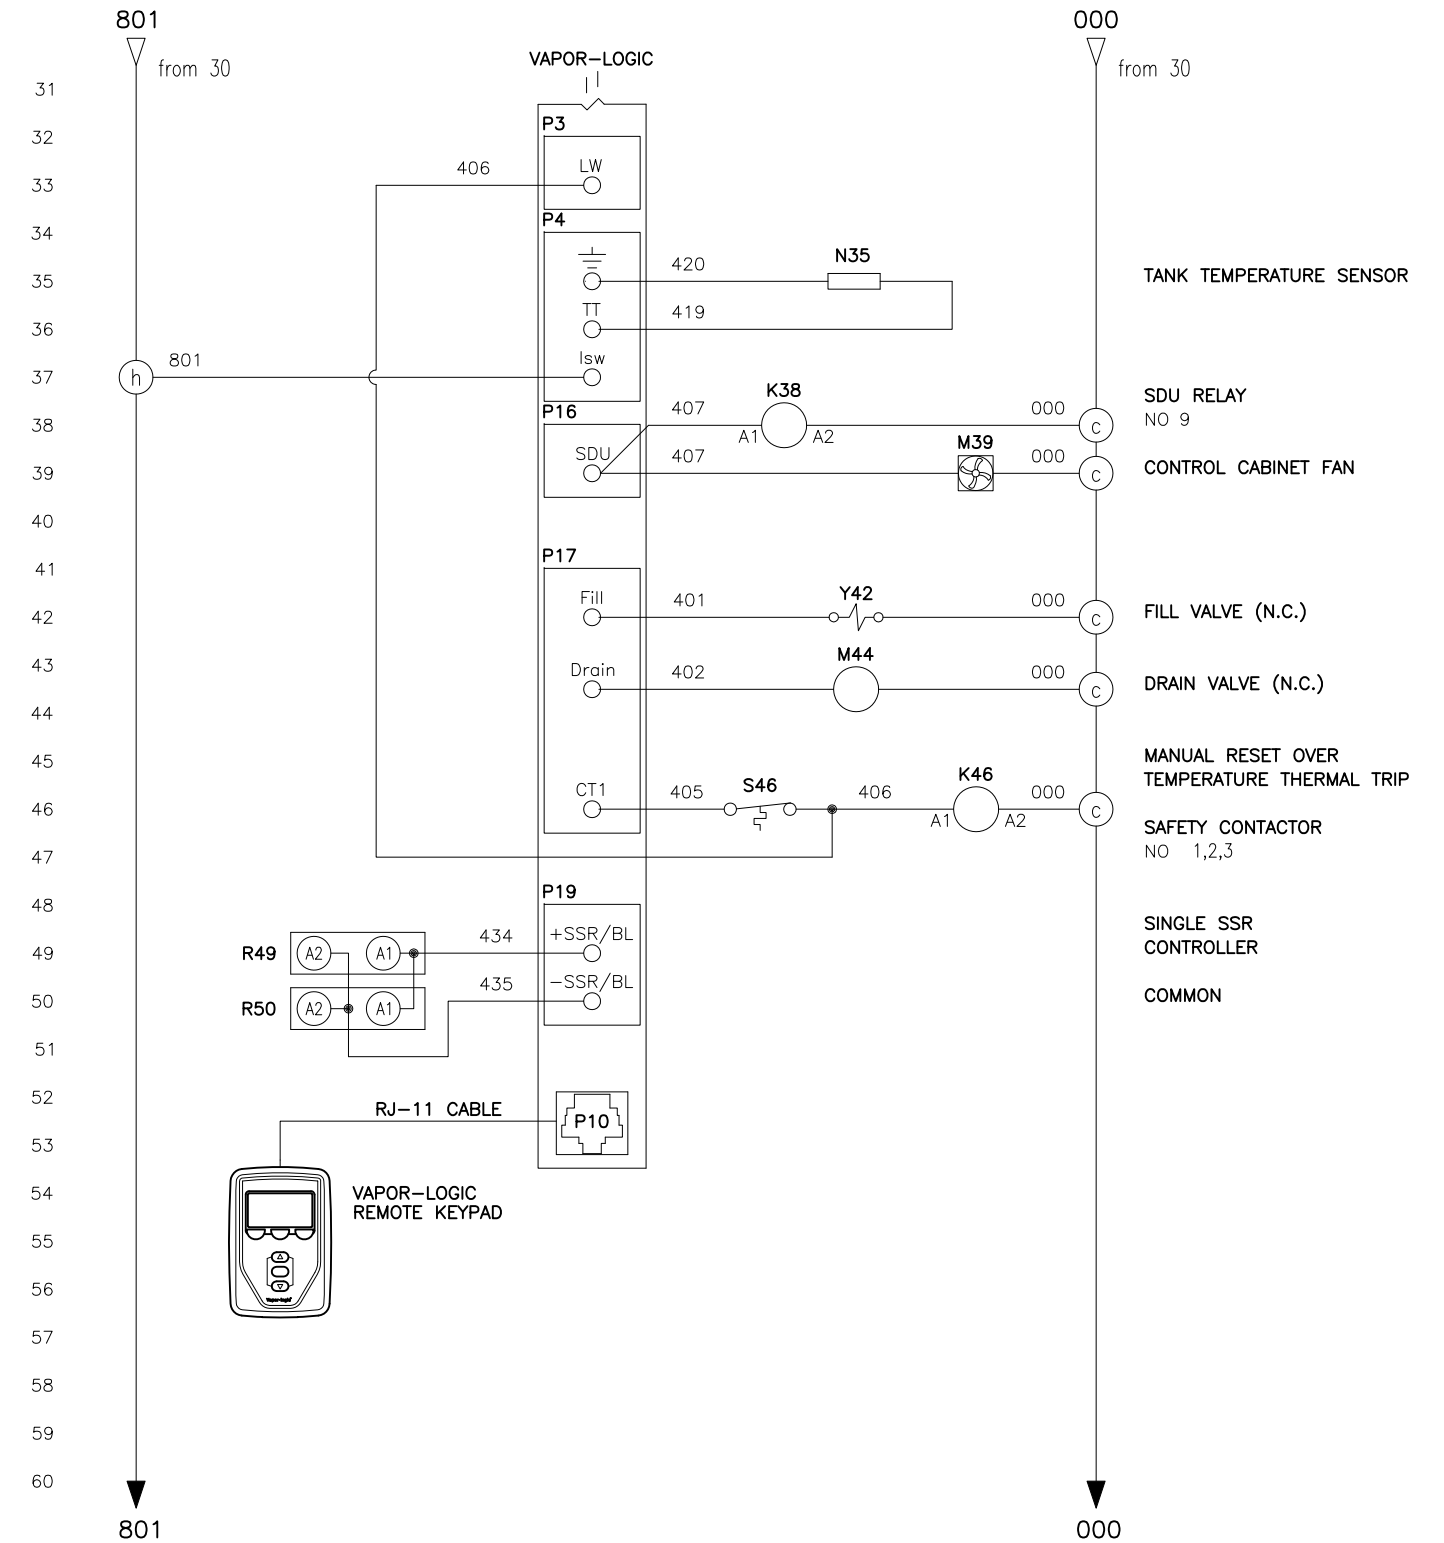 801
000
from 30
from 30
VAPOR-LOGIC
31
32
P3
LW
406
33
34
P4
420
N35
35
TANK TEMPERATURE SENSOR
TT
419
36
Isw
801
37
h
K38
SDU RELAY
P16
407
000
38
A1
A2
c
NO 9
SDU
407
M39
000
39
c
CONTROL CABINET FAN
40
P17
41
Fill
401
Y42
000
42
c
FILL VALVE (N.C.)
43
M44
Drain
402
000
c
DRAIN VALVE (N.C.)
44
45
MANUAL RESET OVER
TEMPERATURE THERMAL TRIP
CT1
405
S46
406
K46
000
46
A1
A2
c
SAFETY CONTACTOR
47
NO 1,2,3
P19
48
SINGLE SSR
434
+SSR/BL
49
R49
A2
A1
CONTROLLER
435
-SSR/BL
50
R50
A2
A1
COMMON
51
52
RJ-11 CABLE
P10
53
54
VAPOR-LOGIC
REMOTE KEYPAD
55
56
Vapor-logic
57
58
59
60
801
000